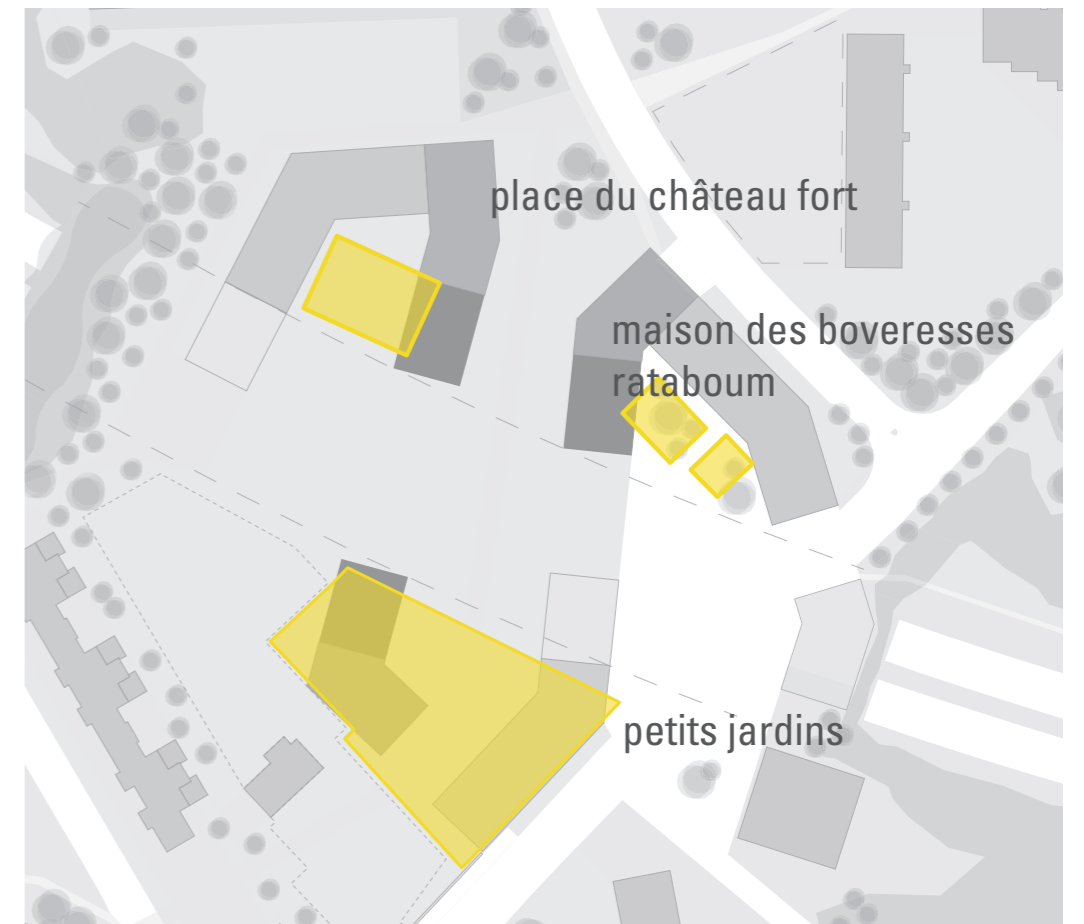 place du château fort
maison des boveresses
rataboum
petits jardins